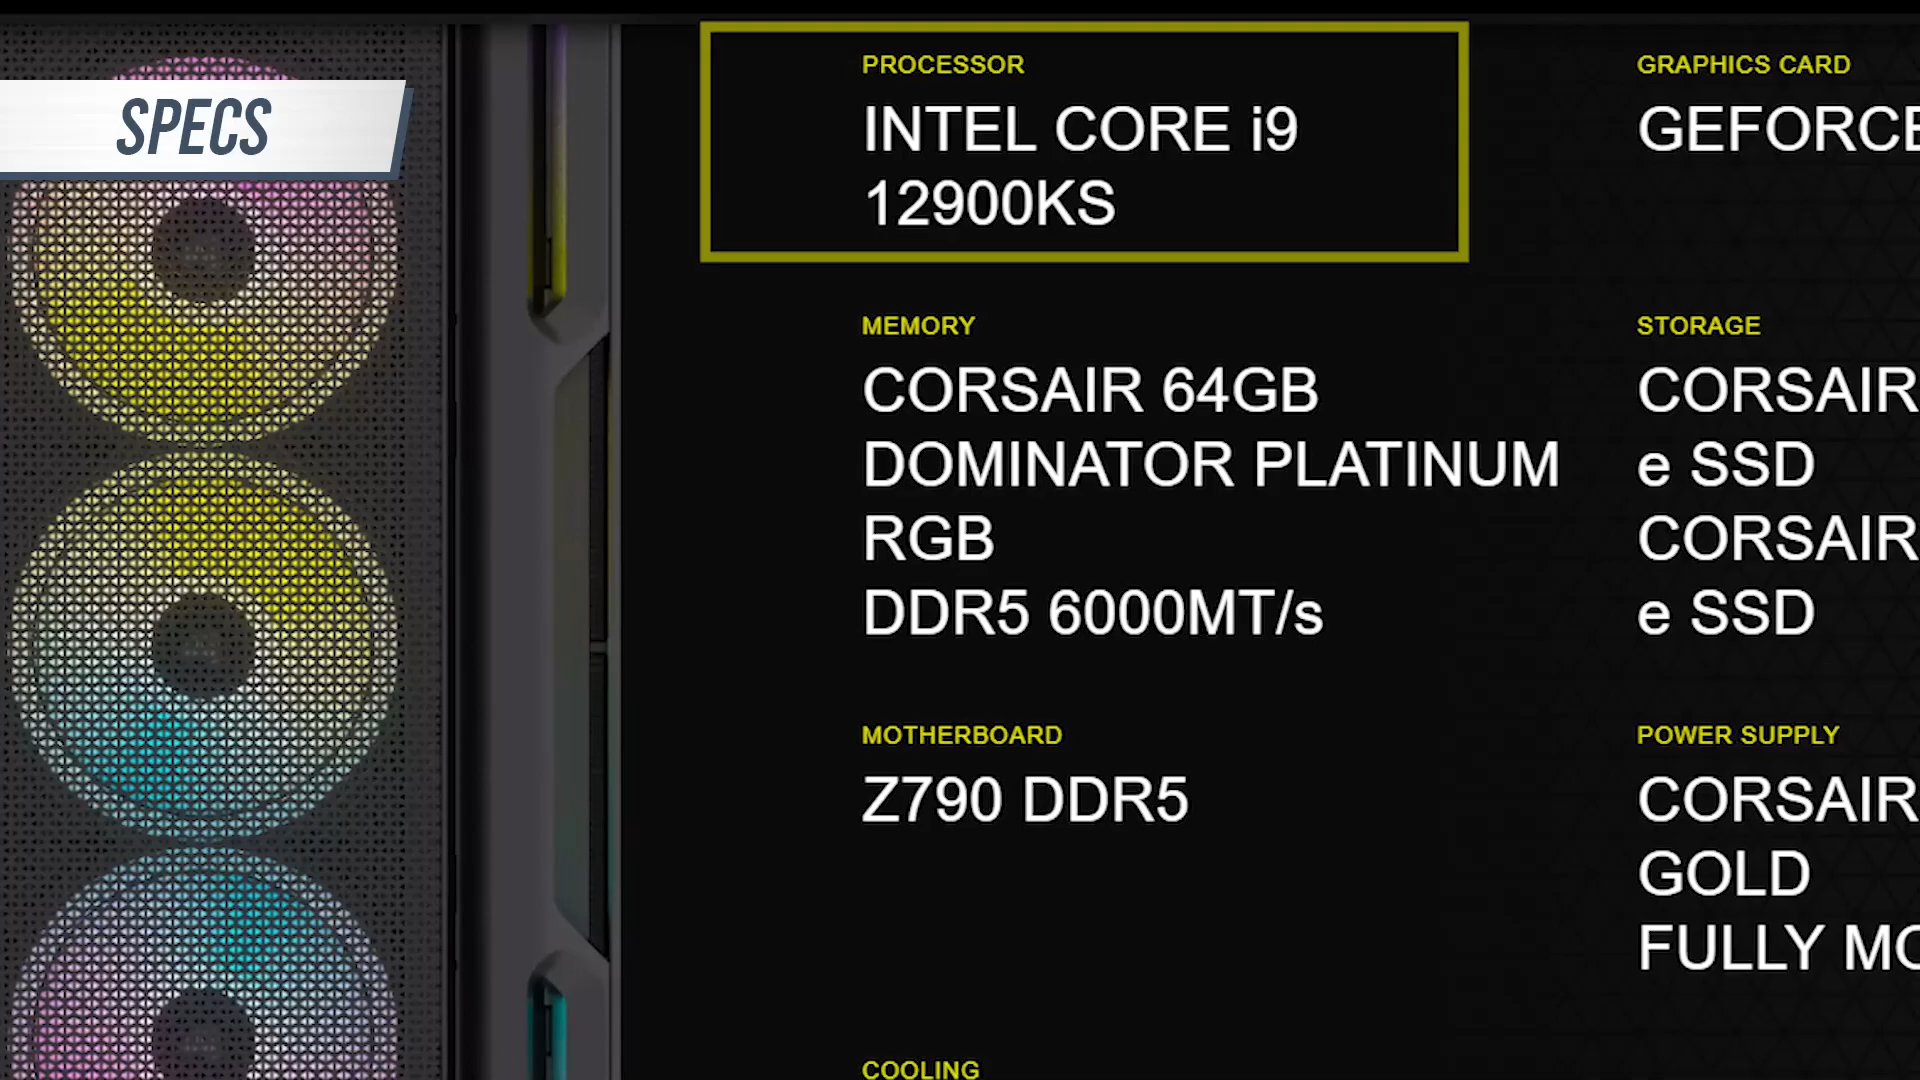 SPECS
PROCESSOR
INTEL CORE i9
12900KS
GRAPHICS CARD
GEFORCE
MEMORY
CORSAIR 64GB
DOMINATOR PLATINUM
RGB
DDR5 6000MT/s
STORAGE
CORSAIR
e SSD
CORSAIR
e SSD
MOTHERBOARD
Z790 DDR5
POWER SUPPLY
CORSAIR
GOLD
FULLY
COOLING